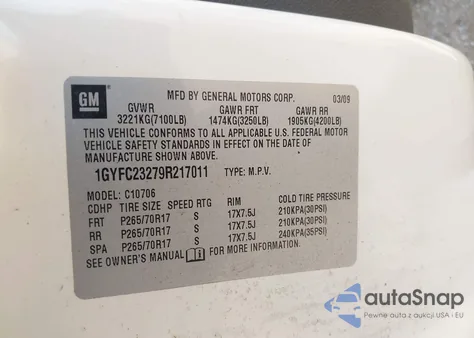 GM
MFD BY GENERAL MOTORS CORP. 03/09
GVWR GAWR FRT GAWR RR
3221KG(7100LB) 1474KG(3250LB) 1905KG(4200LB)
THIS VEHICLE CONFORMS TO ALL APPLICABLE U.S. FEDERAL MOTOR
VEHICLE SAFETY STANDARDS IN EFFECT ON THE DATE OF
MANUFACTURE SHOWN ABOVE.
1GYFC23279R217011 TYPE: M.P.V.
MODEL: C10706
CDHP TIRE SIZE SPEED RTG RIM COLD TIRE PRESSURE
FRT P265/70R17 S 17X7.5J 210KPA(30PSI)
RR P265/70R17 S 17X7.5J 210KPA(30PSI)
SPA P265/70R17 S 17X7.5J 240KPA(35PSI)
SEE OWNER'S MANUAL FOR MORE INFORMATION.
autoSnap
Pewne auta z aukcji USA i EU